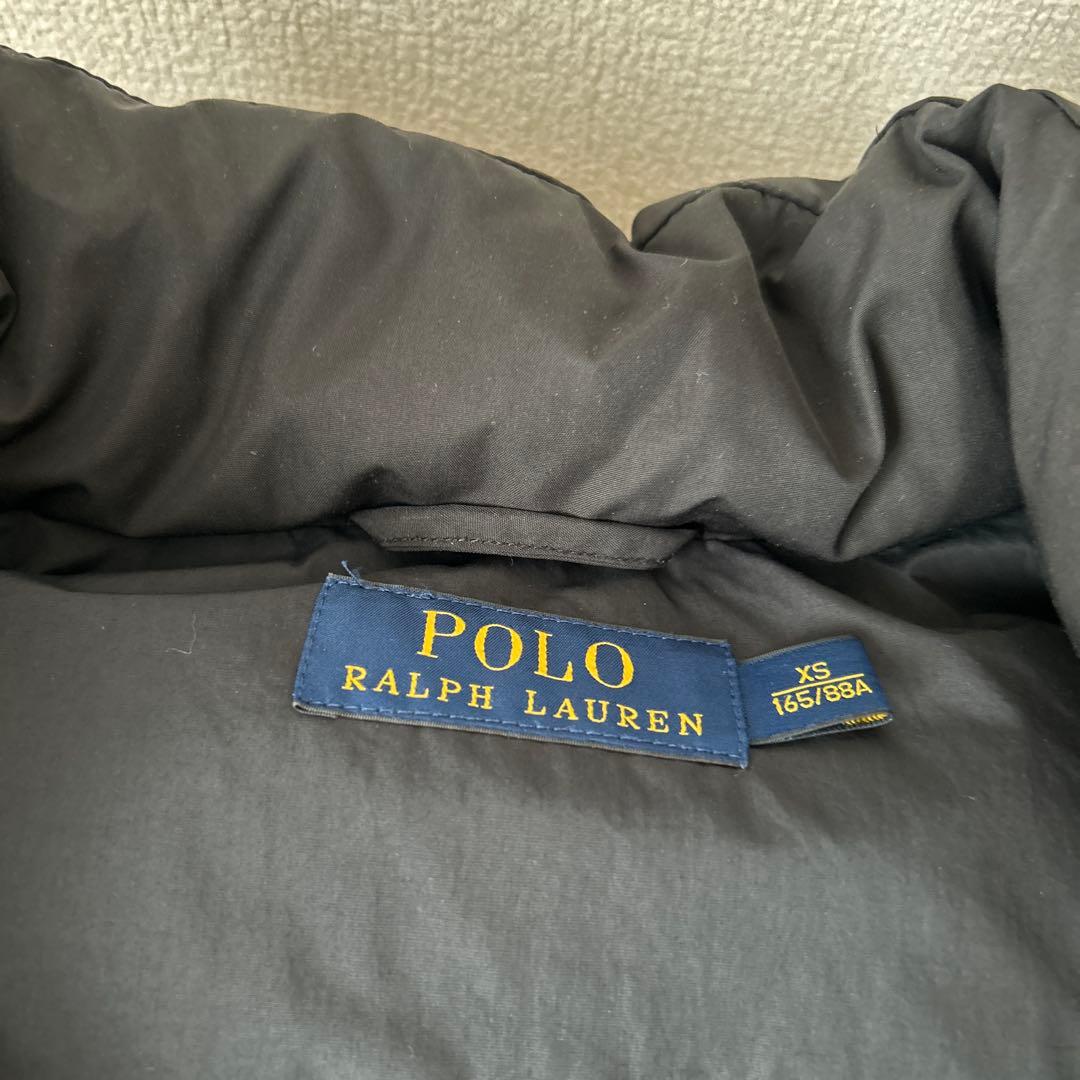 POLO
RALPH LAUREN
XS
165/88A